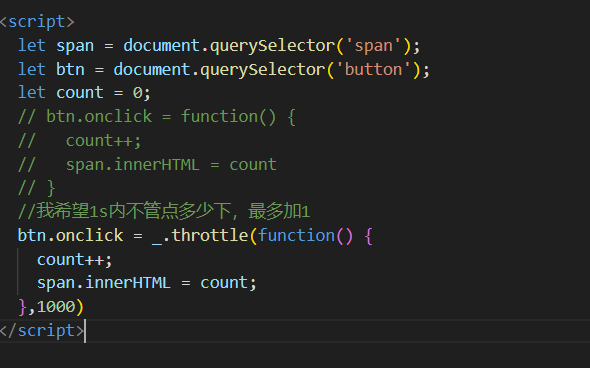 <script>
let span = document.querySelector('span');
let btn = document.querySelector('button');
let count = 0;
// btn.onclick = function() {
//   count++;
//   span.innerHTML = count
// }
//我希望1s内不管点多少下，最多加1
btn.onclick = _.throttle(function() {
count++;
span.innerHTML = count;
},1000)
</script>